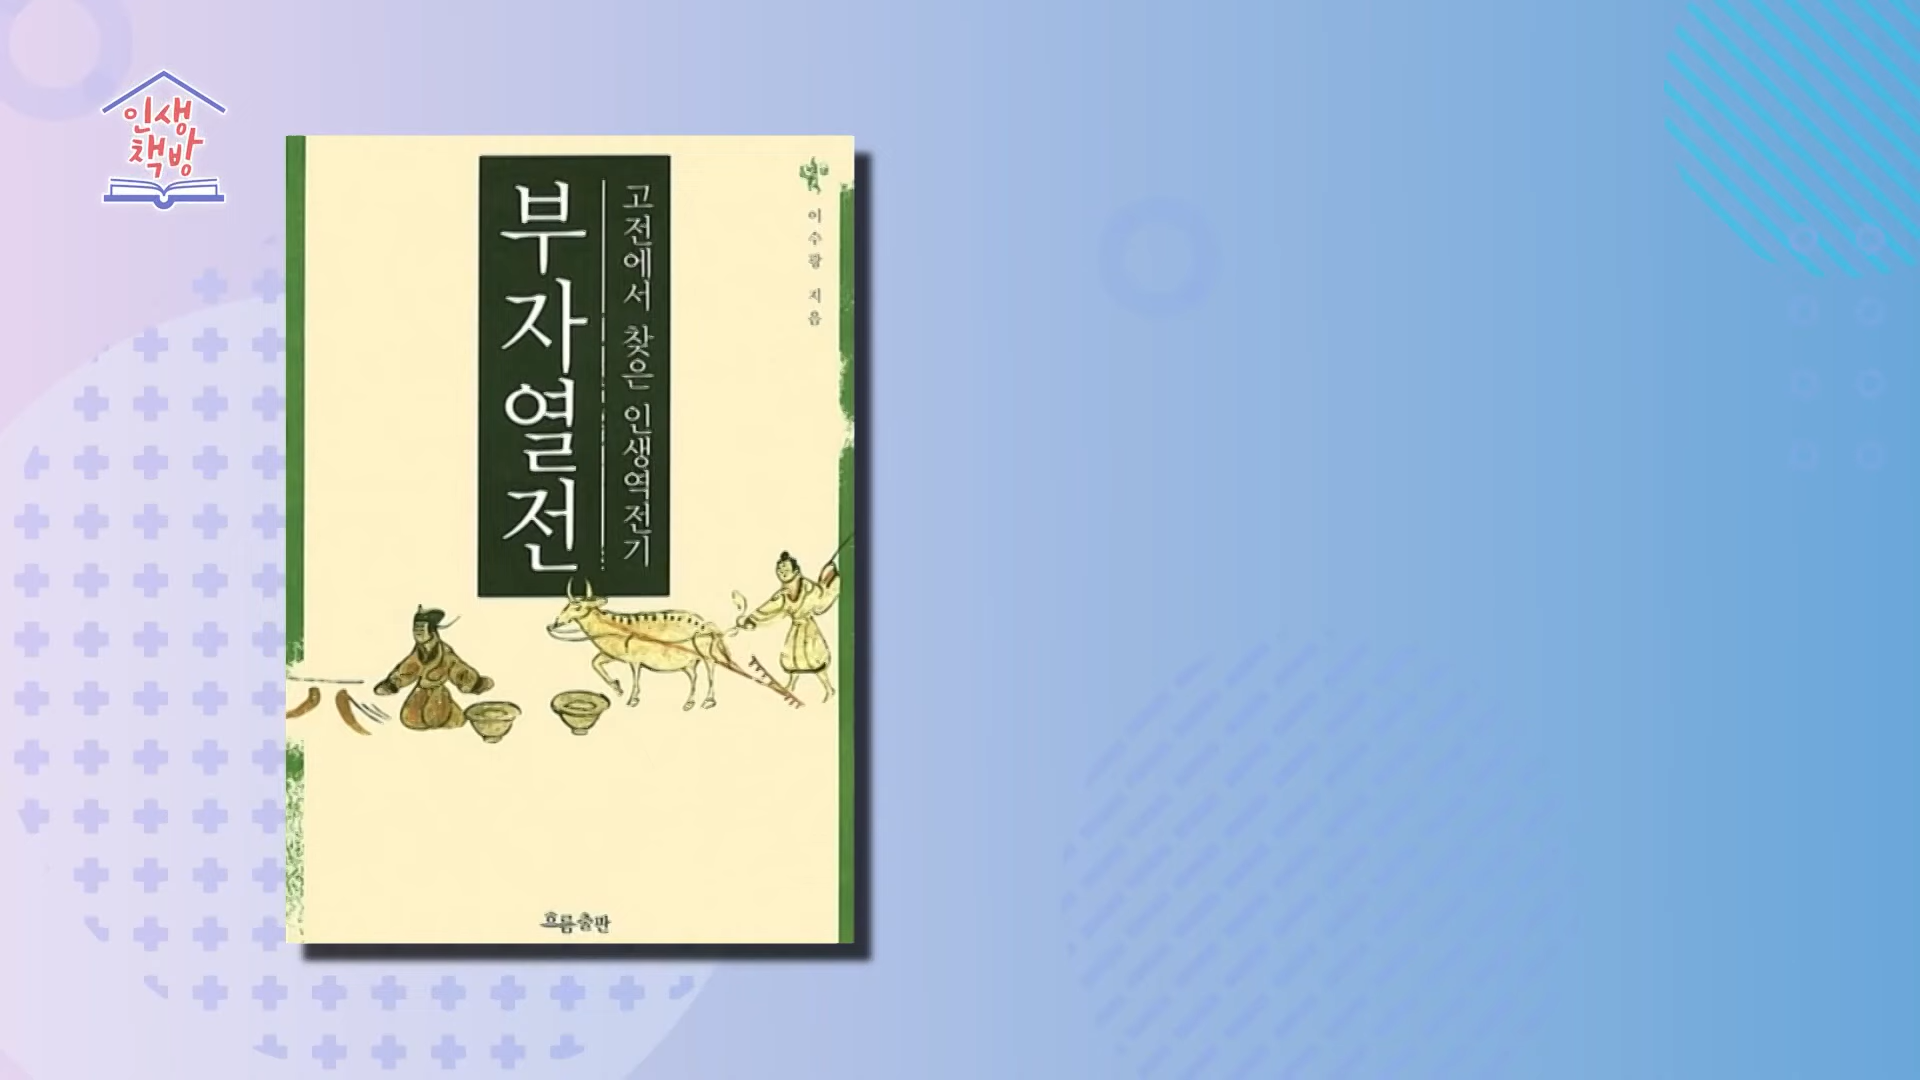 인생
책방
고전에서 찾은 인생역전기
부자열전
이수광 지음
흐름출판